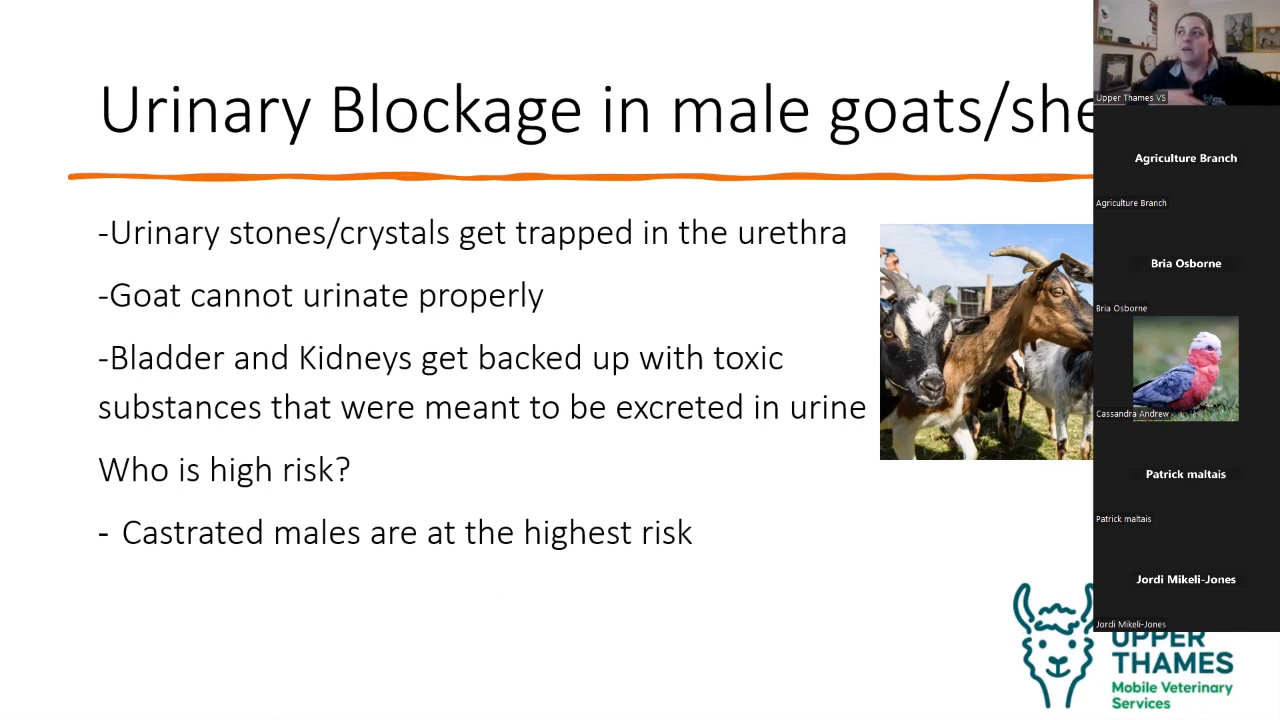 Urinary Blockage in male goats/she
-Urinary stones/crystals get trapped in the urethra
-Goat cannot urinate properly
-Bladder and Kidneys get backed up with toxic
substances that were meant to be excreted in urine
Who is high risk?
- Castrated males are at the highest risk
Upper Thames VS
Agriculture Branch
Agriculture Branch
Bria Osborne
Bria Osborne
Cassandra Andrew
Patrick maltais
Patrick maltais
Jordi Mikeli-Jones
Jordi Mikeli-Jones
UPPER
THAMES
Mobile Veterinary
Services